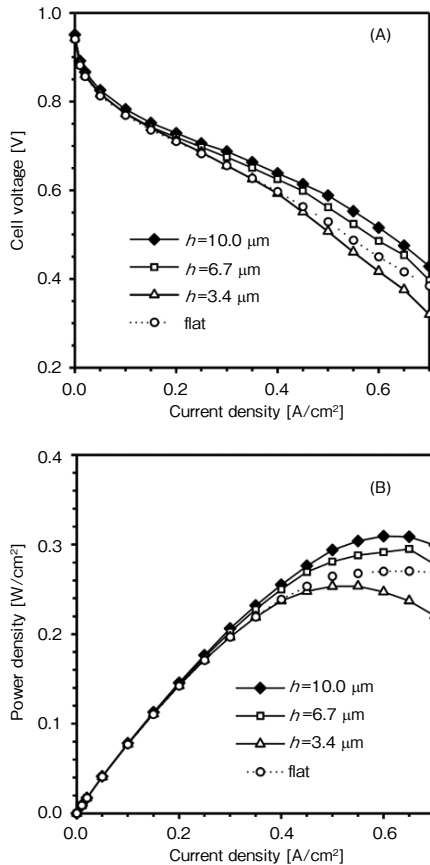 (A)
1.0
0.8
0.6
0.4
0.2
Cell voltage [V]
h=10.0 μm
h=6.7 μm
h=3.4 μm
flat
0.0 0.2 0.4 0.6
Current density [A/cm²]
(B)
0.4
0.3
0.2
0.1
0.0
Power density [W/cm²]
h=10.0 μm
h=6.7 μm
h=3.4 μm
flat
0.0 0.2 0.4 0.6
Current density [A/cm²]